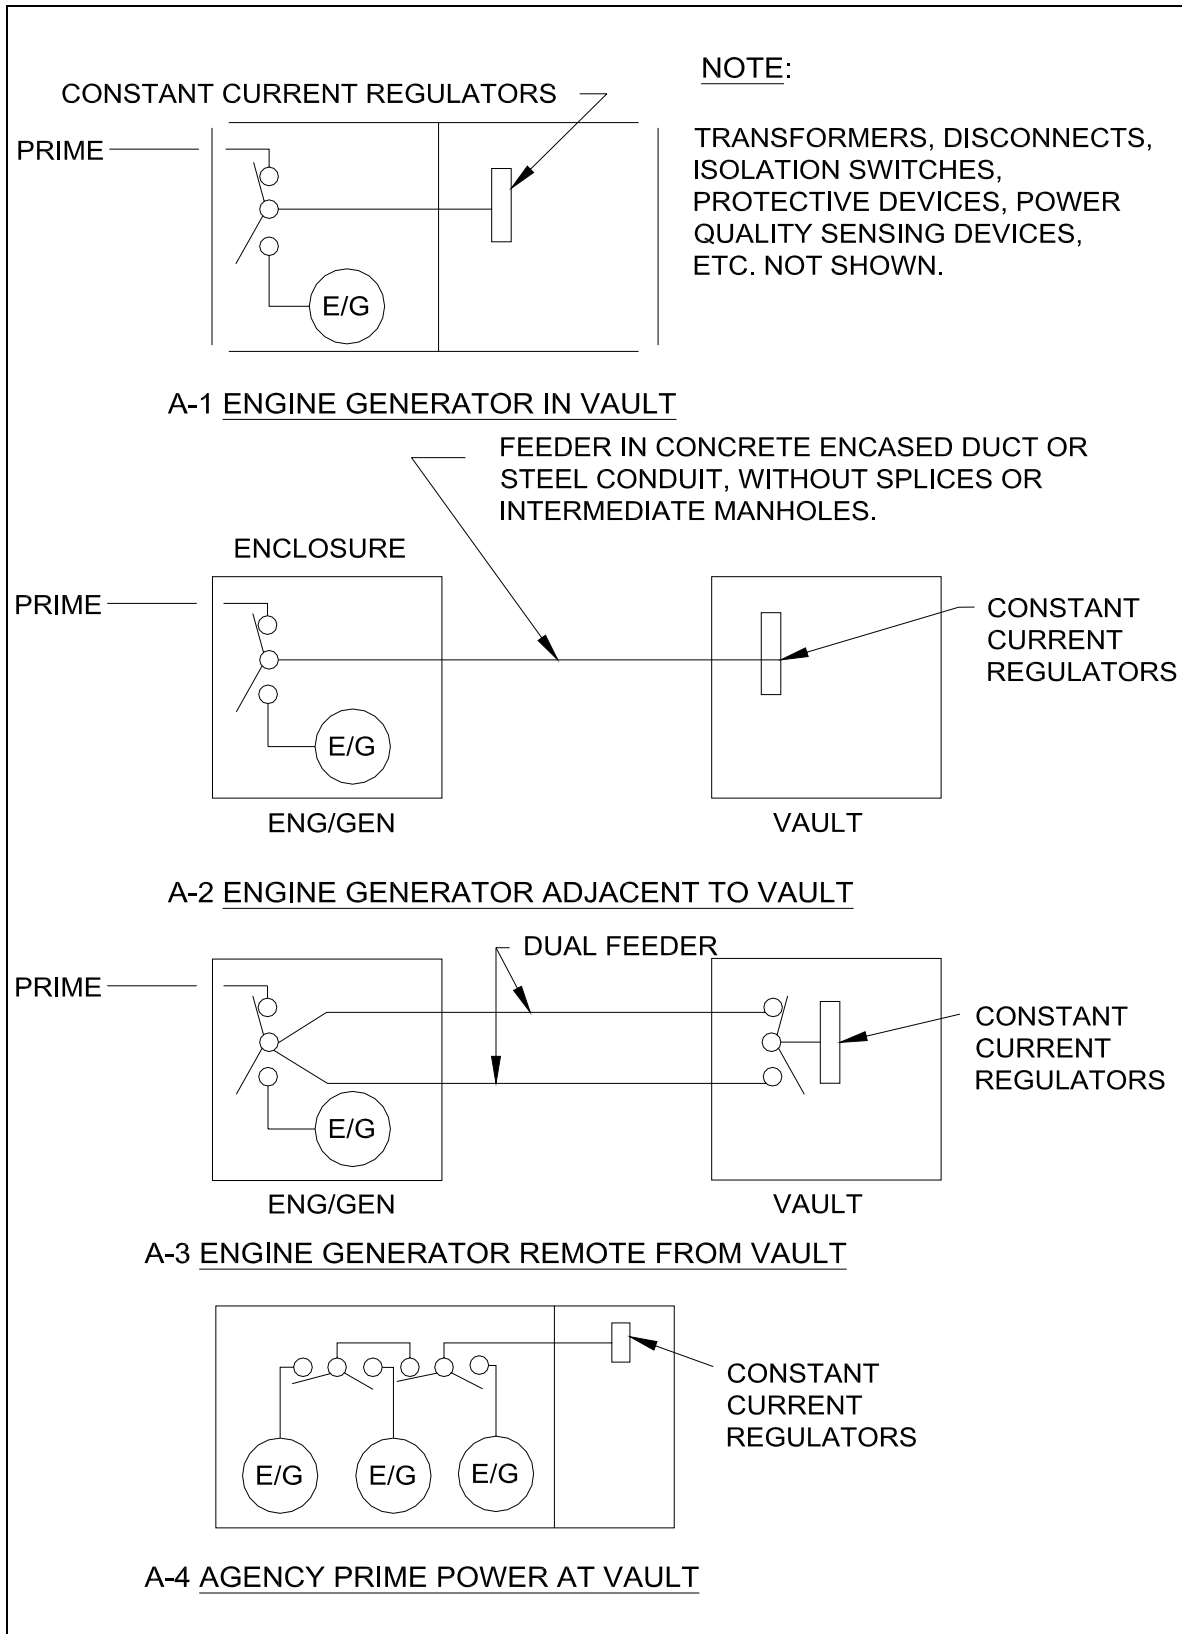 NOTE:
CONSTANT CURRENT REGULATORS
PRIME
TRANSFORMERS, DISCONNECTS,
ISOLATION SWITCHES,
PROTECTIVE DEVICES, POWER
QUALITY SENSING DEVICES,
ETC. NOT SHOWN.
E/G
A-1 ENGINE GENERATOR IN VAULT
FEEDER IN CONCRETE ENCASED DUCT OR
STEEL CONDUIT, WITHOUT SPLICES OR
INTERMEDIATE MANHOLES.
ENCLOSURE
PRIME
CONSTANT
CURRENT
REGULATORS
E/G
ENG/GEN
VAULT
A-2 ENGINE GENERATOR ADJACENT TO VAULT
DUAL FEEDER
PRIME
CONSTANT
CURRENT
REGULATORS
E/G
ENG/GEN
VAULT
A-3 ENGINE GENERATOR REMOTE FROM VAULT
CONSTANT
CURRENT
REGULATORS
E/G
E/G
E/G
A-4 AGENCY PRIME POWER AT VAULT